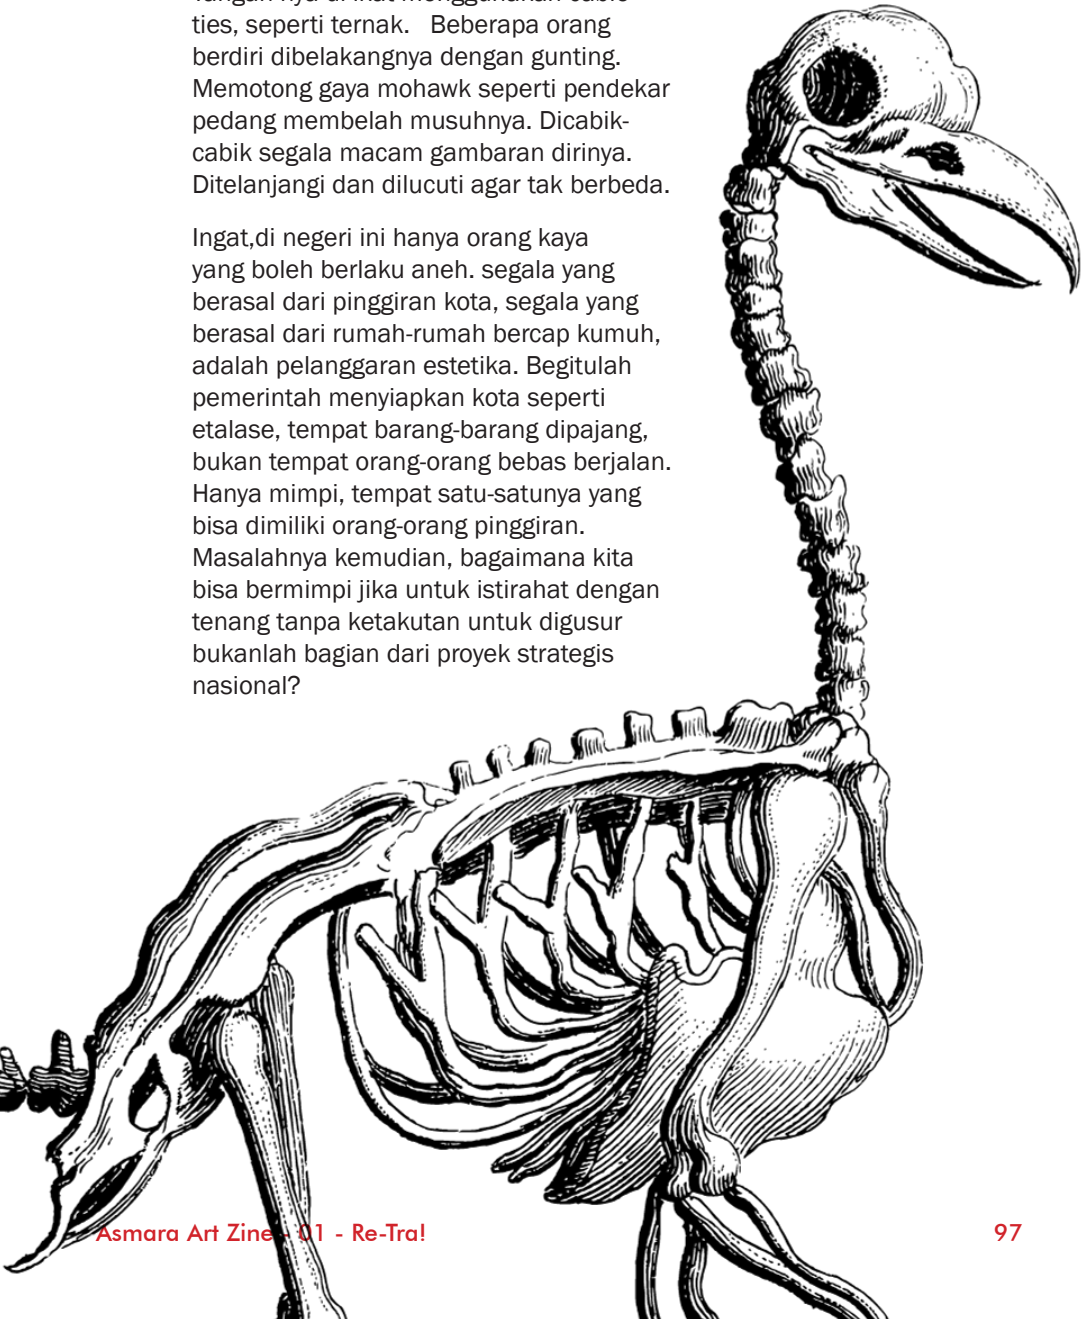 ties, seperti ternak.   Beberapa orang
berdiri dibelakangnya dengan gunting.
Memotong gaya mohawk seperti pendekar
pedang membelah musuhnya. Dicabik-
cabik segala macam gambaran dirinya.
Ditelanjangi dan dilucuti agar tak berbeda.
Ingat,di negeri ini hanya orang kaya
yang boleh berlaku aneh. segala yang
berasal dari pinggiran kota, segala yang
berasal dari rumah-rumah bercap kumuh,
adalah pelanggaran estetika. Begitulah
pemerintah menyiapkan kota seperti
etalase, tempat barang-barang dipajang,
bukan tempat orang-orang bebas berjalan.
Hanya mimpi, tempat satu-satunya yang
bisa dimiliki orang-orang pinggiran.
Masalahnya kemudian, bagaimana kita
bisa bermimpi jika untuk istirahat dengan
tenang tanpa ketakutan untuk digusur
bukanlah bagian dari proyek strategis
nasional?
Asmara Art Zine - 01 - Re-Tra!
97